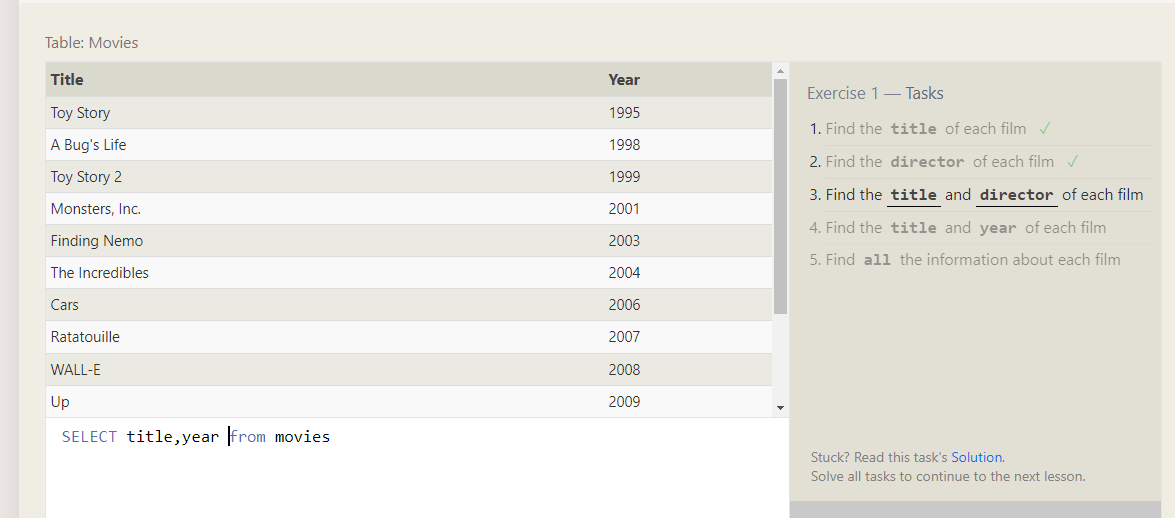 Table: Movies
Title Year
Toy Story 1995
A Bug's Life 1998
Toy Story 2 1999
Monsters, Inc. 2001
Finding Nemo 2003
The Incredibles 2004
Cars 2006
Ratatouille 2007
WALL-E 2008
Up 2009
SELECT title,year from movies
Exercise 1 — Tasks
1. Find the title of each film ✓
2. Find the director of each film ✓
3. Find the title and director of each film
4. Find the title and year of each film
5. Find all the information about each film
Stuck? Read this task's Solution.
Solve all tasks to continue to the next lesson.